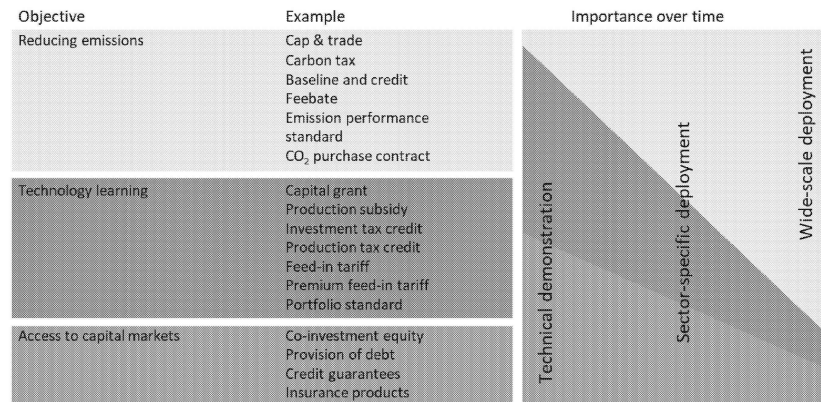 Objective Example Importance over time
Reducing emissions Cap & trade
Carbon tax
Baseline and credit
Feebate
Emission performance
standard
CO₂ purchase contract
Technology learning Capital grant
Production subsidy
Investment tax credit
Production tax credit
Feed-in tariff
Premium feed-in tariff
Portfolio standard
Access to capital markets Co-investment equity
Provision of debt
Credit guarantees
Insurance products
Technical demonstration
Sector-specific deployment
Wide-scale deployment